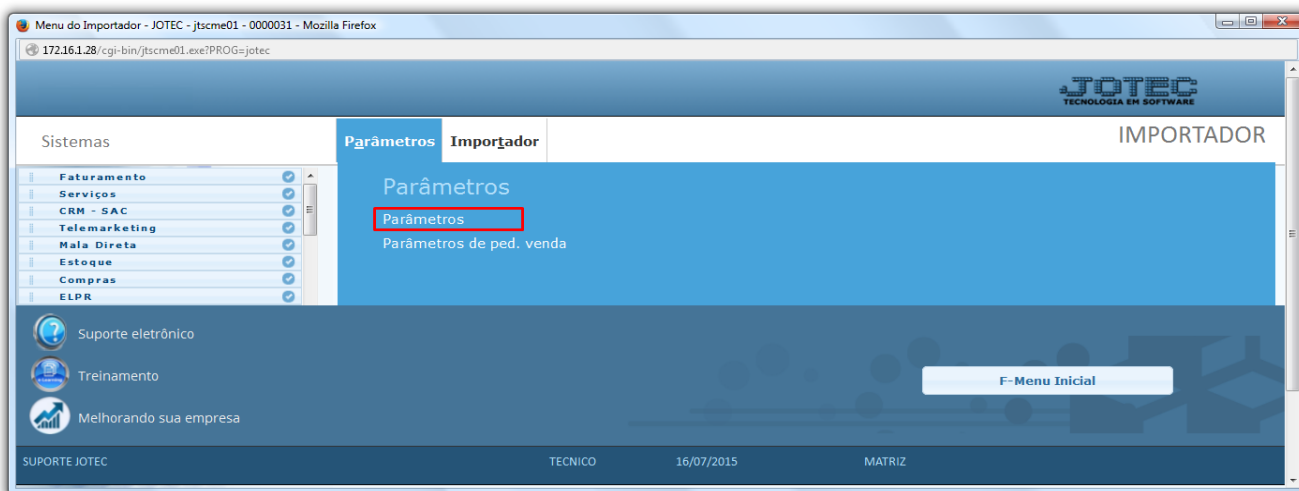 Menu do Importador - JOTEC - jtscme01 - 0000031 - Mozilla Firefox
172.16.1.28/cgi-bin/jtscme01.exe?PROG=jotec
JOTEC
TECNOLOGIA EM SOFTWARE
Sistemas
Parâmetros Importador
IMPORTADOR
Faturamento
Serviços
CRM - SAC
Telemarketing
Mala Direta
Estoque
Compras
ELPR
Parâmetros
Parâmetros
Parâmetros de ped. venda
Suporte eletrônico
Treinamento
Melhorando sua empresa
F-Menu Inicial
SUPORTE JOTEC TECNICO 16/07/2015 MATRIZ